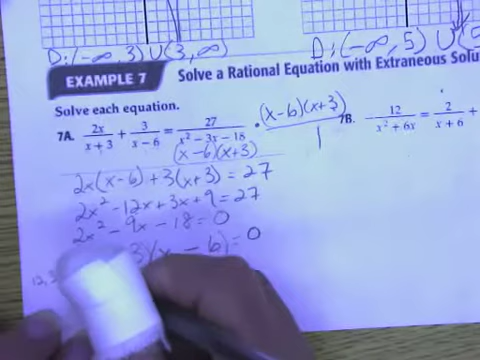 D: (-∞, 3) U (3, ∞)
D: (-∞, 5) U (5
EXAMPLE 7 Solve a Rational Equation with Extraneous Solu
Solve each equation.
7A. 2x/(x + 3) + 3/(x − 6) = 27/(x² − 3x − 18) · (x-6)(x+3)/1
7B. -12/(x² + 6x) = 2/(x + 6) +
(x-6)(x+3)
2x(x-6) + 3(x+3) = 27
2x² - 12x + 3x + 9 = 27
2x² - 9x - 18 = 0
3)(x - 6) = 0